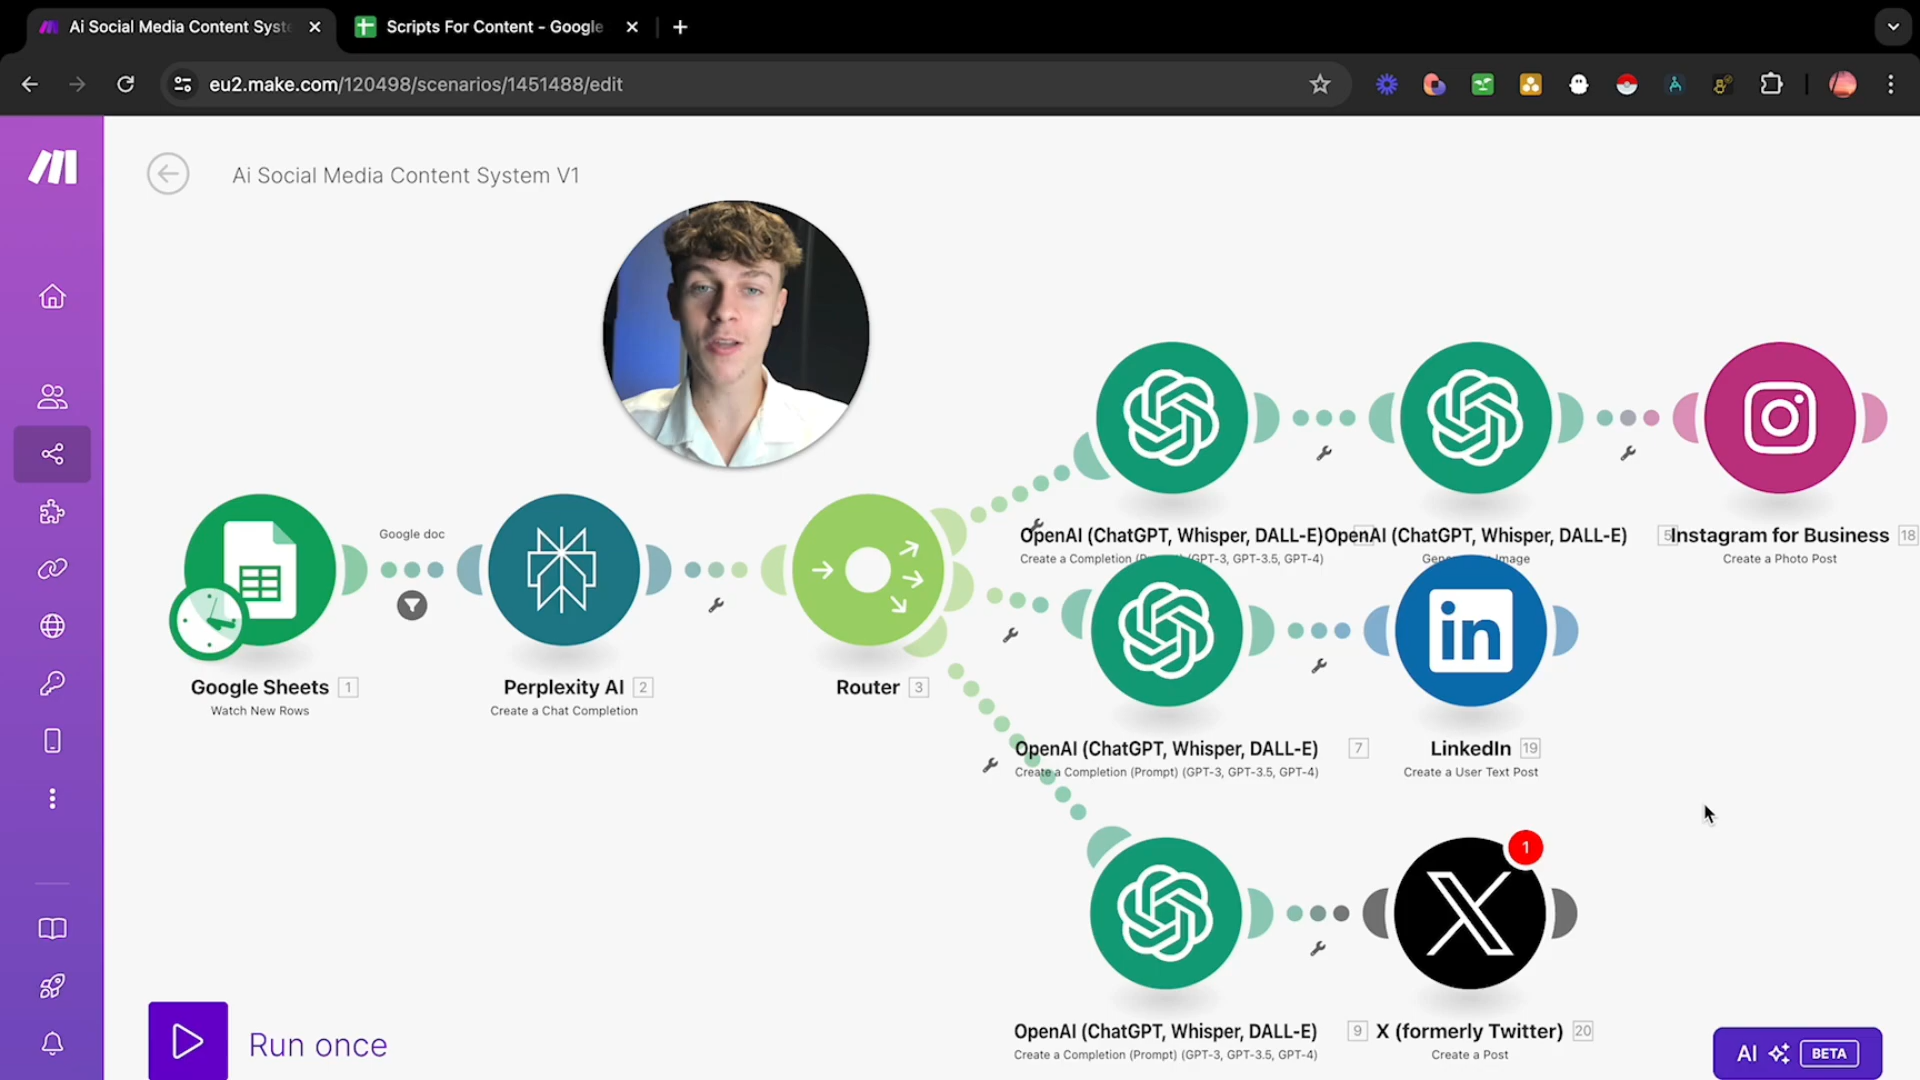 Ai Social Media Content Syste
Scripts For Content - Google
eu2.make.com/120498/scenarios/1451488/edit
Ai Social Media Content System V1
OpenAI (ChatGPT, Whisper, DALL-E)
Create a Completion (P
) (GPT-3, GPT-3.5, GPT-4)
OpenAI (ChatGPT, Whisper, DALL-E)
5
Gene
Image
Instagram for Business 18
Create a Photo Post
Google doc
Google Sheets 1
Watch New Rows
Perplexity AI 2
Create a Chat Completion
Router 3
OpenAI (ChatGPT, Whisper, DALL-E) 7
Create a Completion (Prompt) (GPT-3, GPT-3.5, GPT-4)
in
LinkedIn 19
Create a User Text Post
1
OpenAI (ChatGPT, Whisper, DALL-E) 9
Create a Completion (Prompt) (GPT-3, GPT-3.5, GPT-4)
X (formerly Twitter) 20
Create a Post
Run once
AI BETA